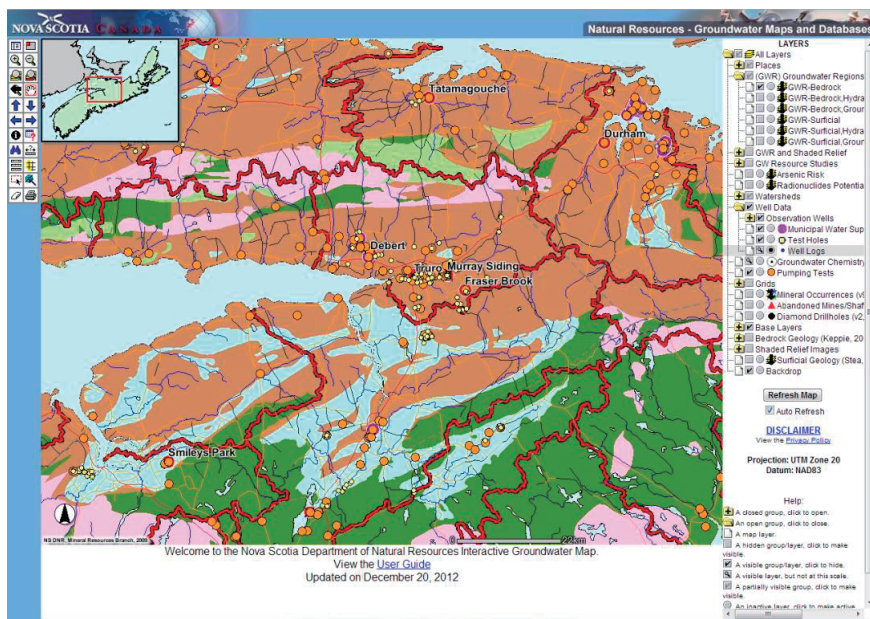 NOVA SCOTIA CANADA
Natural Resources - Groundwater Maps and Databases
Tatamagouche
Durham
Debert
Truro
Murray Siding
Fraser Brook
Smileys Park
NS DNR, Mineral Resources Branch, 2009
0 22km
Welcome to the Nova Scotia Department of Natural Resources Interactive Groundwater Map.
View the User Guide
Updated on December 20, 2012
LAYERS
All Layers
Places
(GWR) Groundwater Regions
GWR-Bedrock
GWR-Bedrock,Hydra
GWR-Bedrock,Groun
GWR-Surficial
GWR-Surficial,Hydra
GWR-Surficial,Groun
GWR and Shaded Relief
GW Resource Studies
Arsenic Risk
Radionuclides Potentia
Watersheds
Well Data
Observation Wells
Municipal Water Sup
Test Holes
Well Logs
Groundwater Chemistry
Pumping Tests
Grids
Mineral Occurrences (v
Abandoned Mines/Shaf
Diamond Drillholes (v2,
Base Layers
Bedrock Geology (Keppie, 20
Shaded Relief Images
Surficial Geology (Stea,
Backdrop
Refresh Map
Auto Refresh
DISCLAIMER
View the Privacy Policy
Projection: UTM Zone 20
Datum: NAD83
Help:
A closed group, click to open.
An open group, click to close.
A map layer.
A hidden group/layer, click to make
visible.
A visible group/layer, click to hide.
A visible layer, but not at this scale.
A partially visible group, click to make
visible.
An inactive layer, click to make active